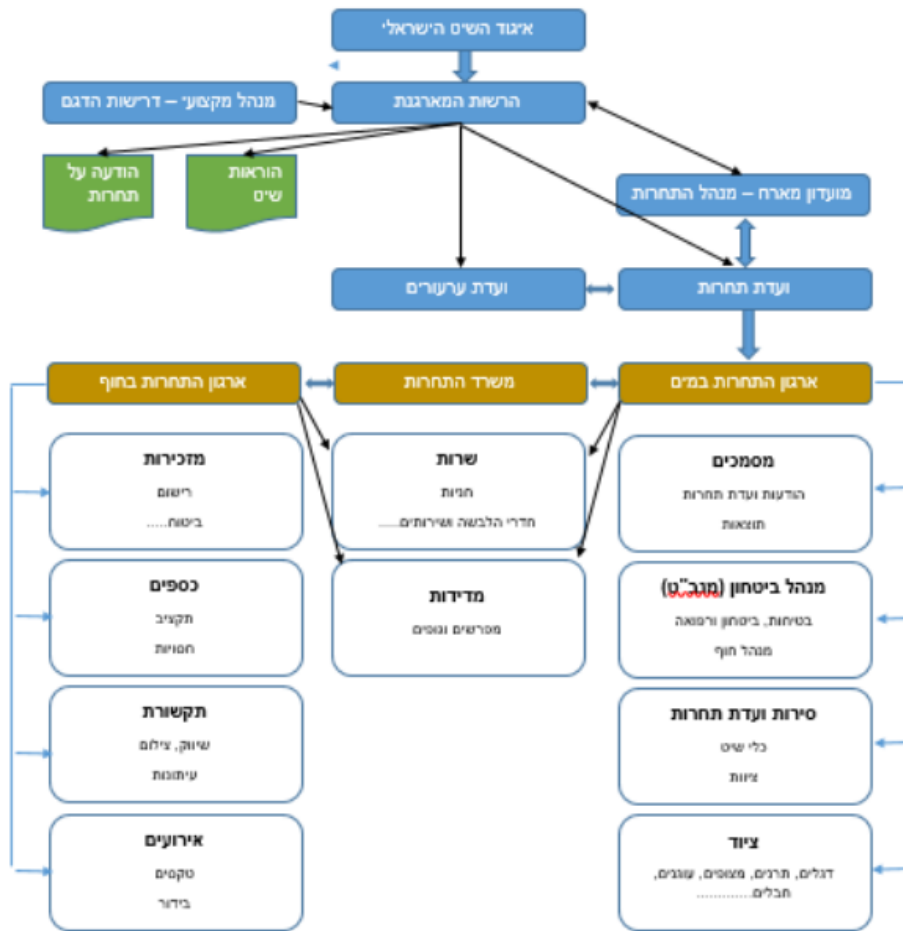 איגוד השיט הישראלי
הרשות המארגנת
מנהל מקצועי – דרישות הדגם
הוראות
שיט
הודעה על
תחרות
מועדון מארח – מנהל התחרות
ועדת תחרות
ועדת ערעורים
ארגון התחרות במים
משרד התחרות
ארגון התחרות בחוף
מסמכים
הודעות ועדת תחרות
תוצאות
שרות
חניות
חדרי הלבשה ושירותים.....
מזכירות
רישום
ביטוח.....
מנהל ביטחון (מנב"ט)
בטיחות, ביטחון ורפואה
מנהל חוף
מדידות
מפרשים וגופים
כספים
תקציב
חסויות
סירות ועדת תחרות
כלי שיט
ציוות
תקשורת
שיווק, צילום
עיתונות
ציוד
דגלים, תרנים, מצופים, עוגנים,
חבלים.............
אירועים
טקסים
בידור